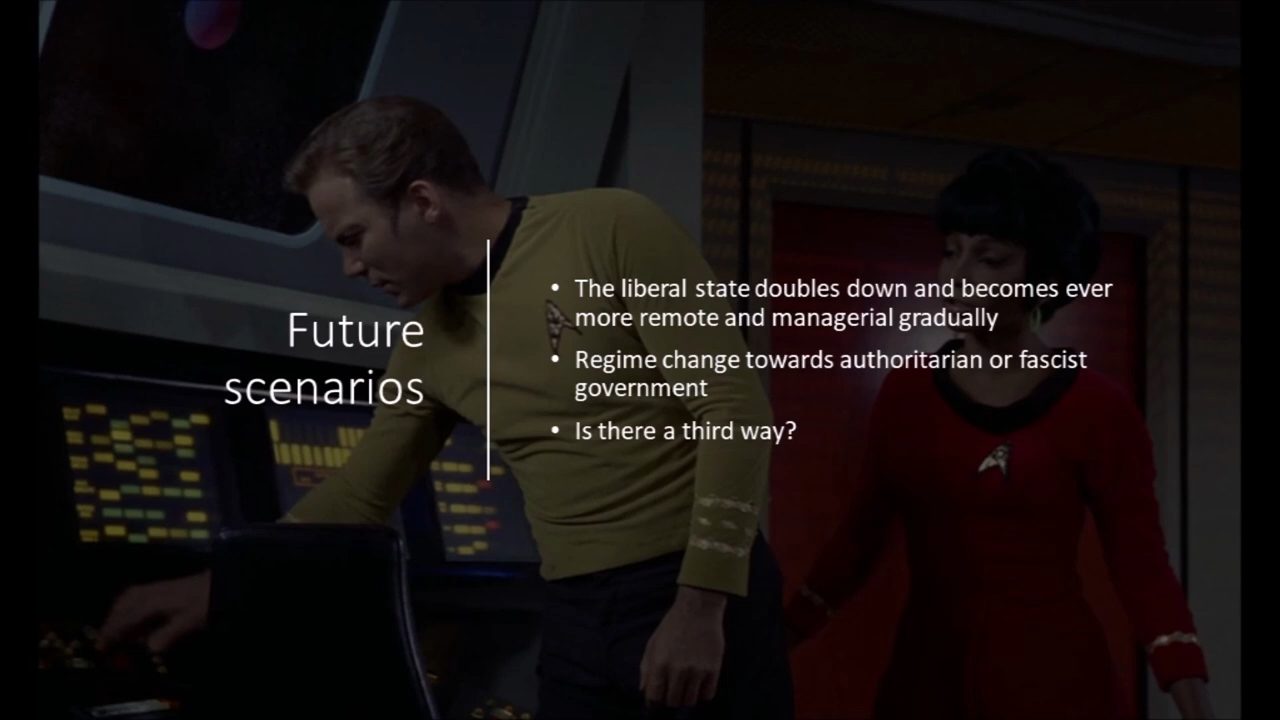 Future
scenarios
• The liberal state doubles down and becomes ever
more remote and managerial gradually
• Regime change towards authoritarian or fascist
government
• Is there a third way?